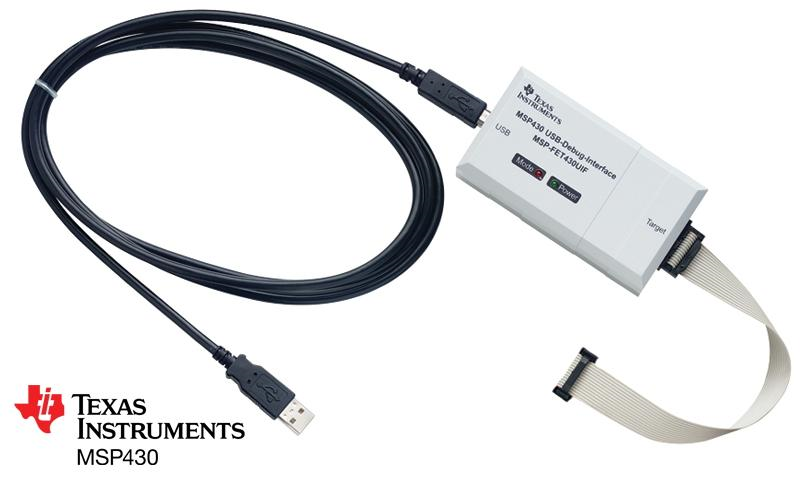 TEXAS
INSTRUMENTS
MSP430 USB-Debug-Interface
MSP-FET430UIF
USB
Mode
Power
Target
TEXAS
INSTRUMENTS
MSP430